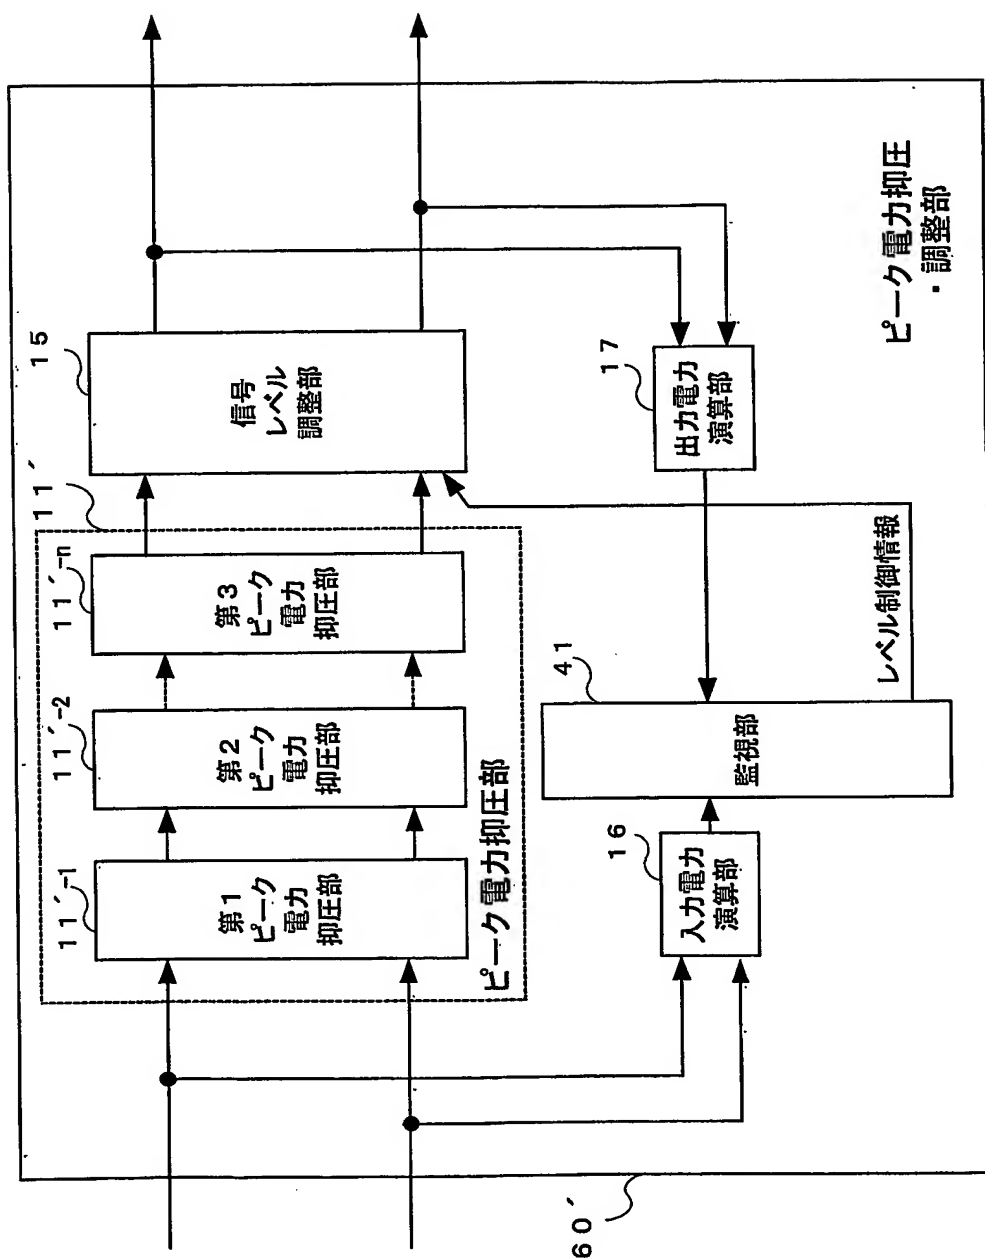 60′
11′
11′-1
第1
ピーク
電力
抑圧部
11′-2
第2
ピーク
電力
抑圧部
11′-n
第3
ピーク
電力
抑圧部
ピーク電力抑圧部
15
信号
レベル
調整部
16
入力電力
演算部
41
監視部
レベル制御情報
17
出力電力
演算部
ピーク電力抑圧
・調整部